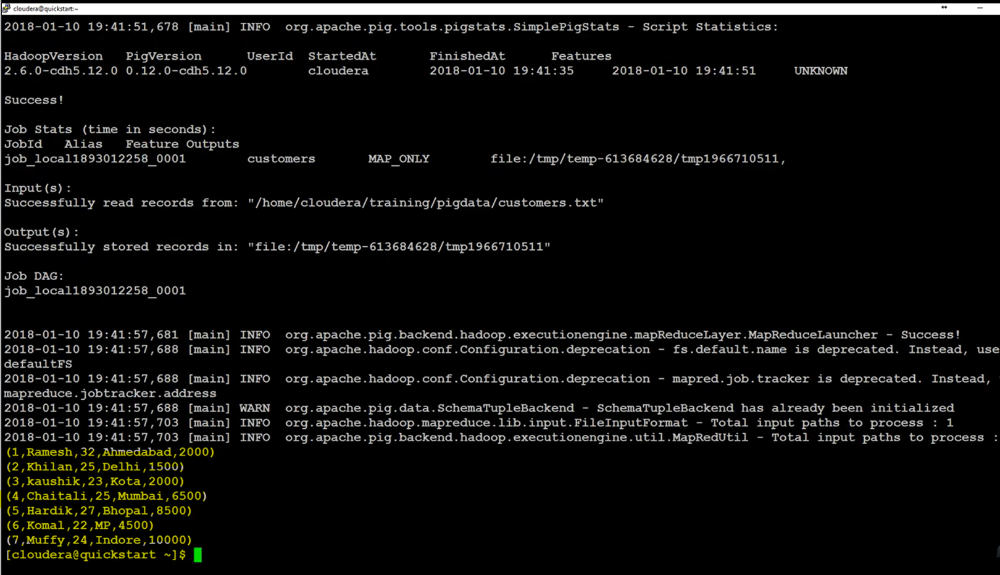 cloudera@quickstart:~
2018-01-10 19:41:51,678 [main] INFO  org.apache.pig.tools.pigstats.SimplePigStats - Script Statistics:
HadoopVersion   PigVersion      UserId  StartedAt       FinishedAt      Features
2.6.0-cdh5.12.0 0.12.0-cdh5.12.0        cloudera        2018-01-10 19:41:35     2018-01-10 19:41:51     UNKNOWN
Success!
Job Stats (time in seconds):
JobId   Alias   Feature Outputs
job_local1893012258_0001        customers       MAP_ONLY        file:/tmp/temp-613684628/tmp1966710511,
Input(s):
Successfully read records from: "/home/cloudera/training/pigdata/customers.txt"
Output(s):
Successfully stored records in: "file:/tmp/temp-613684628/tmp1966710511"
Job DAG:
job_local1893012258_0001
2018-01-10 19:41:57,681 [main] INFO  org.apache.pig.backend.hadoop.executionengine.mapReduceLayer.MapReduceLauncher - Success!
2018-01-10 19:41:57,688 [main] INFO  org.apache.hadoop.conf.Configuration.deprecation - fs.default.name is deprecated. Instead, use
defaultFS
2018-01-10 19:41:57,688 [main] INFO  org.apache.hadoop.conf.Configuration.deprecation - mapred.job.tracker is deprecated. Instead,
mapreduce.jobtracker.address
2018-01-10 19:41:57,688 [main] WARN  org.apache.pig.data.SchemaTupleBackend - SchemaTupleBackend has already been initialized
2018-01-10 19:41:57,703 [main] INFO  org.apache.hadoop.mapreduce.lib.input.FileInputFormat - Total input paths to process : 1
2018-01-10 19:41:57,703 [main] INFO  org.apache.pig.backend.hadoop.executionengine.util.MapRedUtil - Total input paths to process :
(1,Ramesh,32,Ahmedabad,2000)
(2,Khilan,25,Delhi,1500)
(3,kaushik,23,Kota,2000)
(4,Chaitali,25,Mumbai,6500)
(5,Hardik,27,Bhopal,8500)
(6,Komal,22,MP,4500)
(7,Muffy,24,Indore,10000)
[cloudera@quickstart ~]$